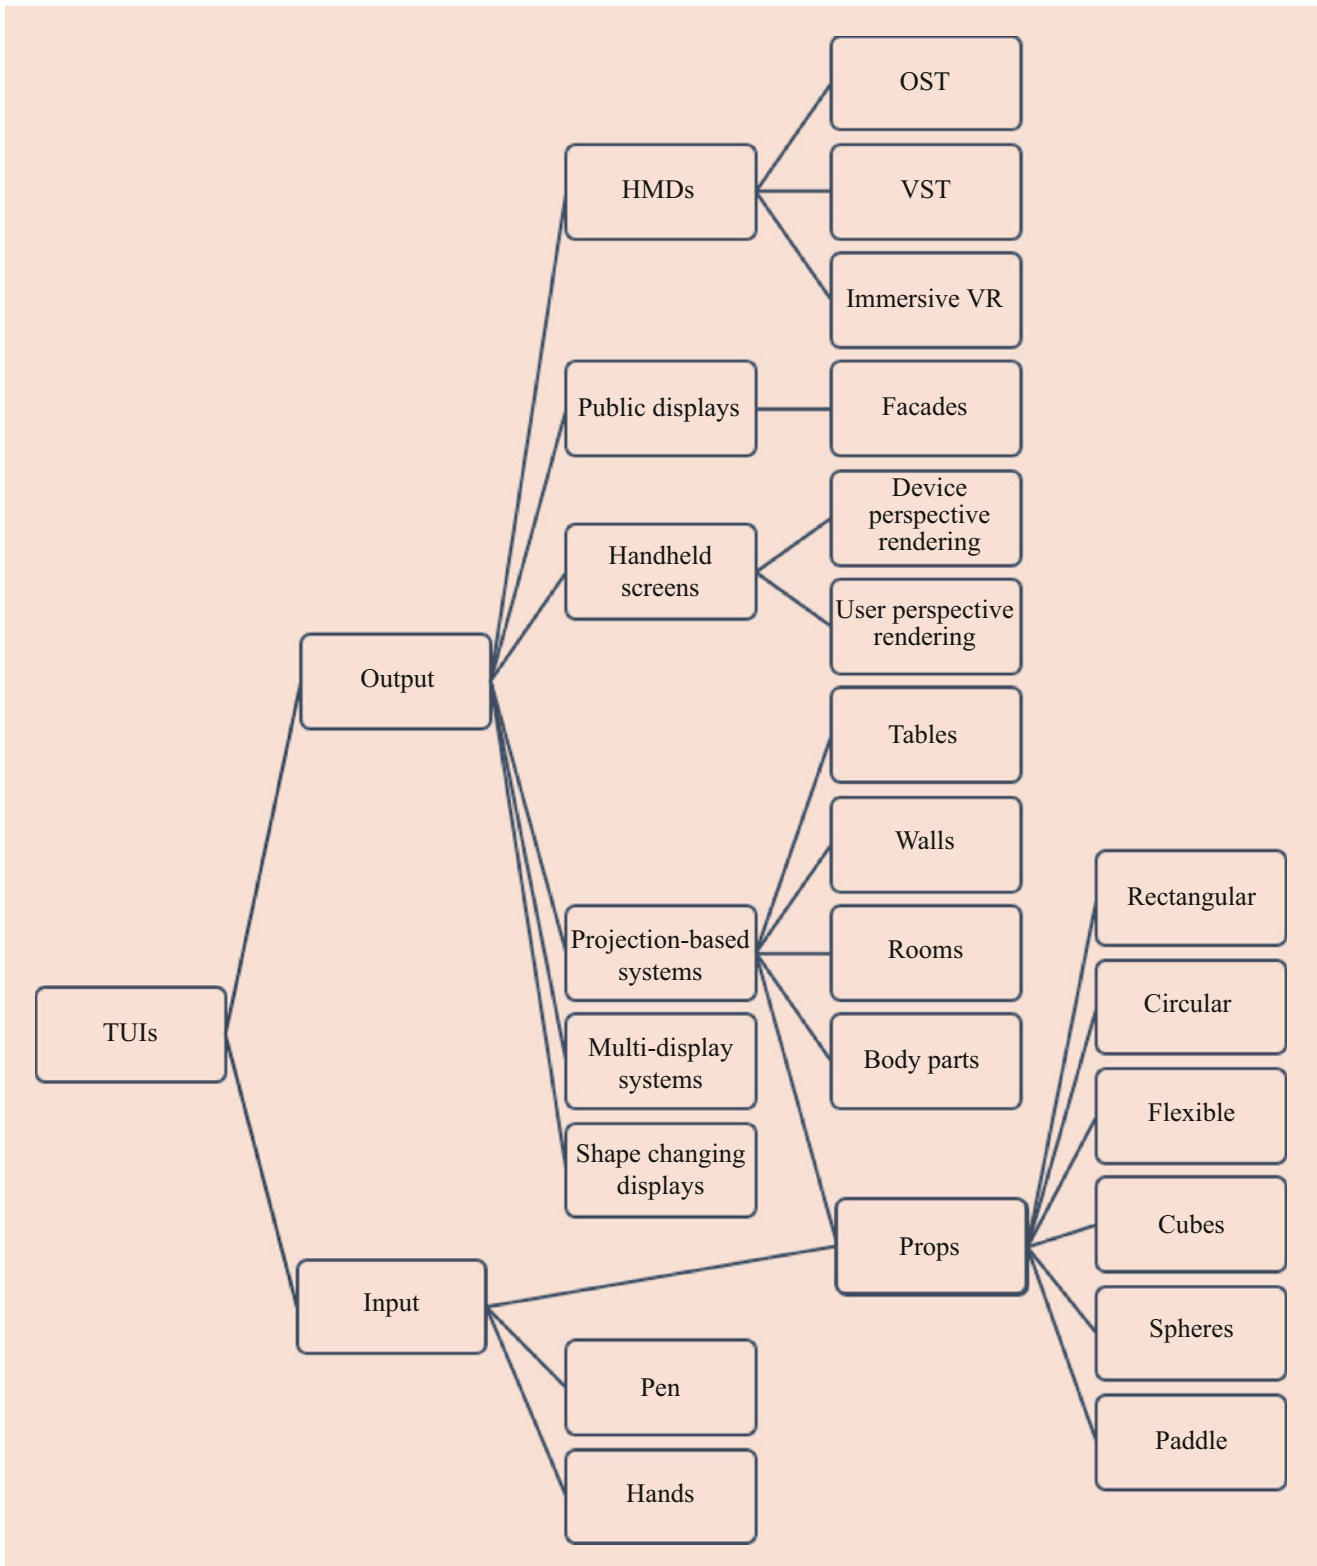 OST
HMDs
VST
Immersive VR
Public displays
Facades
Device
perspective
rendering
Handheld
screens
User perspective
rendering
Output
Tables
Walls
Rectangular
Projection-based
systems
Rooms
Circular
TUIs
Multi-display
systems
Body parts
Flexible
Shape changing
displays
Cubes
Props
Input
Spheres
Pen
Paddle
Hands